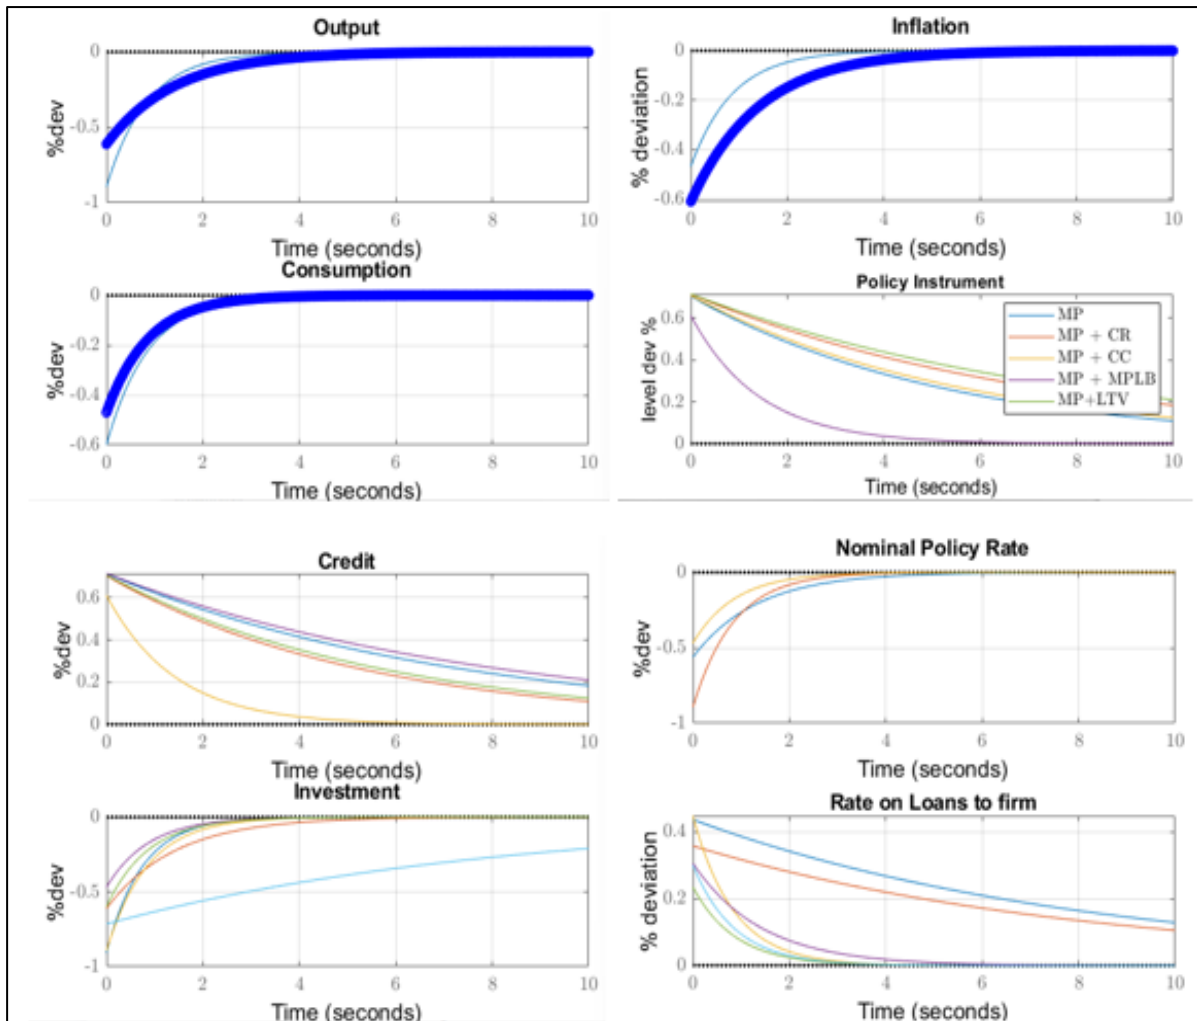 Output
0
-0.5
-1
%dev
0 2 4 6 8 10
Time (seconds)
Inflation
0
-0.2
-0.4
-0.6
% deviation
0 2 4 6 8 10
Time (seconds)
Consumption
0
-0.2
-0.4
-0.6
%dev
0 2 4 6 8 10
Time (seconds)
Policy Instrument
0.6
0.4
0.2
0
level dev %
MP
MP + CR
MP + CC
MP + MPLB
MP+LTV
0 2 4 6 8 10
Time (seconds)
Credit
0.6
0.4
0.2
0
%dev
0 2 4 6 8 10
Time (seconds)
Nominal Policy Rate
0
-0.5
-1
%dev
0 2 4 6 8 10
Time (seconds)
Investment
0
-0.5
-1
%dev
0 2 4 6 8 10
Time (seconds)
Rate on Loans to firm
0.4
0.2
0
% deviation
0 2 4 6 8 10
Time (seconds)